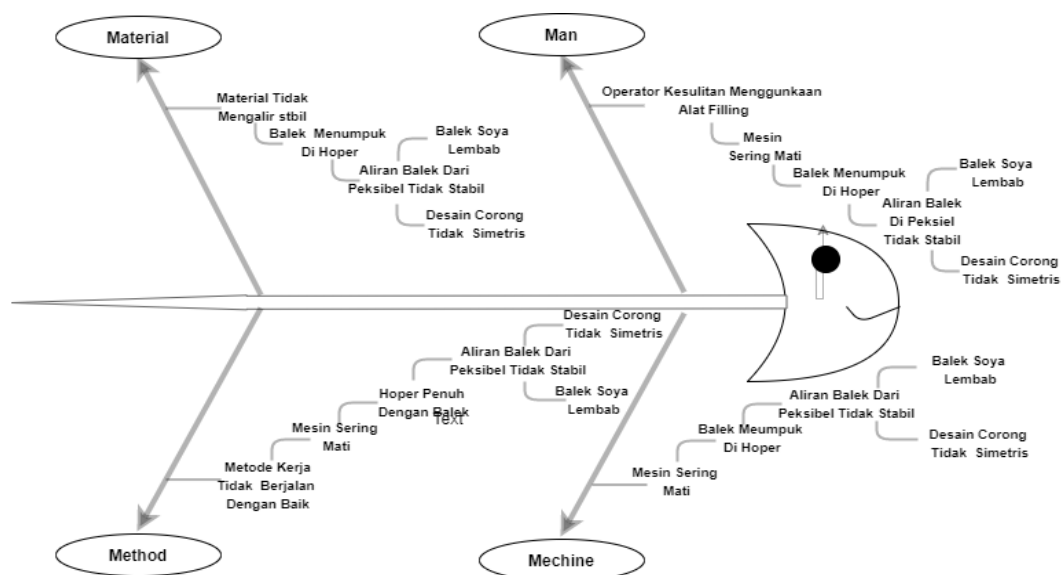 Material
Man
Material Tidak
Mengalir stbil
Balek Menumpuk
Di Hoper
Balek Soya
Lembab
Aliran Balek Dari
Peksibel Tidak Stabil
Desain Corong
Tidak Simetris
Operator Kesulitan Menggunkaan
Alat Filling
Mesin
Sering Mati
Balek Menumpuk
Di Hoper
Balek Soya
Lembab
Aliran Balek
Di Peksiel
Tidak Stabil
Desain Corong
Tidak Simetris
Desain Corong
Tidak Simetris
Aliran Balek Dari
Peksibel Tidak Stabil
Balek Soya
Lembab
Hoper Penuh
Dengan Balek
Text
Mesin Sering
Mati
Metode Kerja
Tidak Berjalan
Dengan Baik
Balek Soya
Lembab
Aliran Balek Dari
Peksibel Tidak Stabil
Desain Corong
Tidak Simetris
Balek Meumpuk
Di Hoper
Mesin Sering
Mati
Method
Mechine